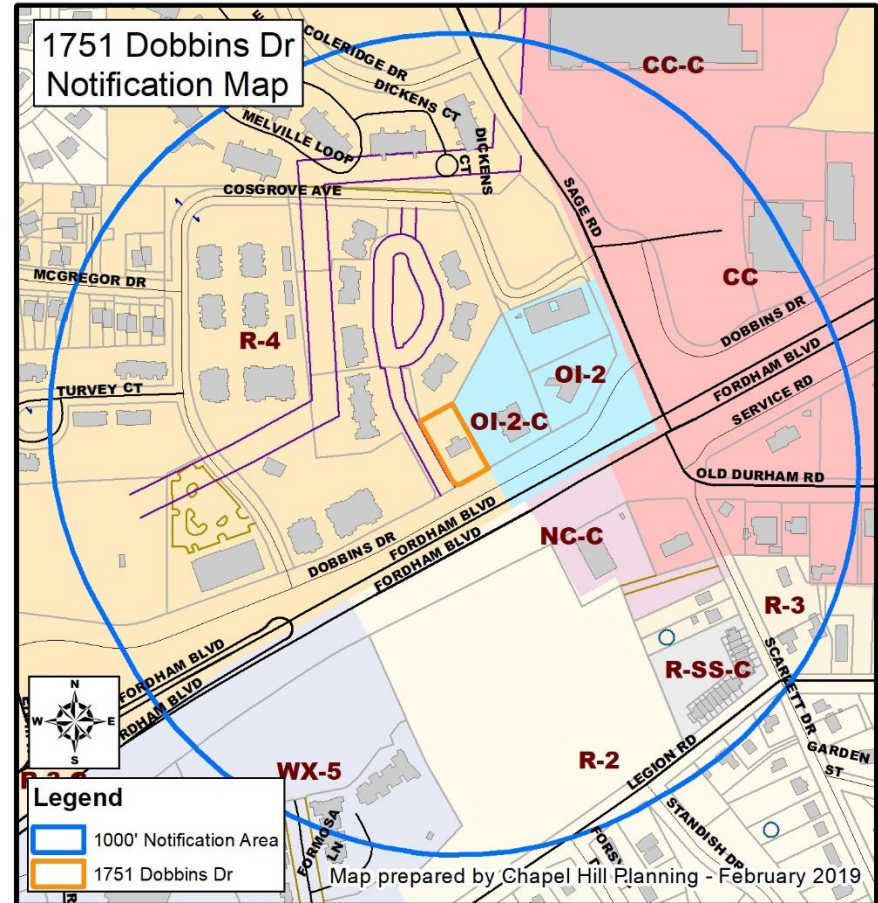 1751 Dobbins Dr
Notification Map
COLERIDGE DR
DICKENS CT
MELVILLE LOOP
DICKENS
CT
CC-C
COSGROVE AVE
SAGE RD
MCGREGOR DR
CC
R-4
DOBBINS DR
FORDHAM BLVD
SERVICE RD
TURVEY CT
OI-2
OI-2-C
OLD DURHAM RD
FORDHAM BLVD
FORDHAM BLVD
DOBBINS DR
NC-C
R-3
R-SS-C
SCARLETT DR
FORDHAM BLVD
GARDEN
ST
N
W E
S
WX-5
R-2
LEGION RD
STANDISH DR
FORMOSA
LN
Legend
1000' Notification Area
1751 Dobbins Dr
Map prepared by Chapel Hill Planning - February 2019